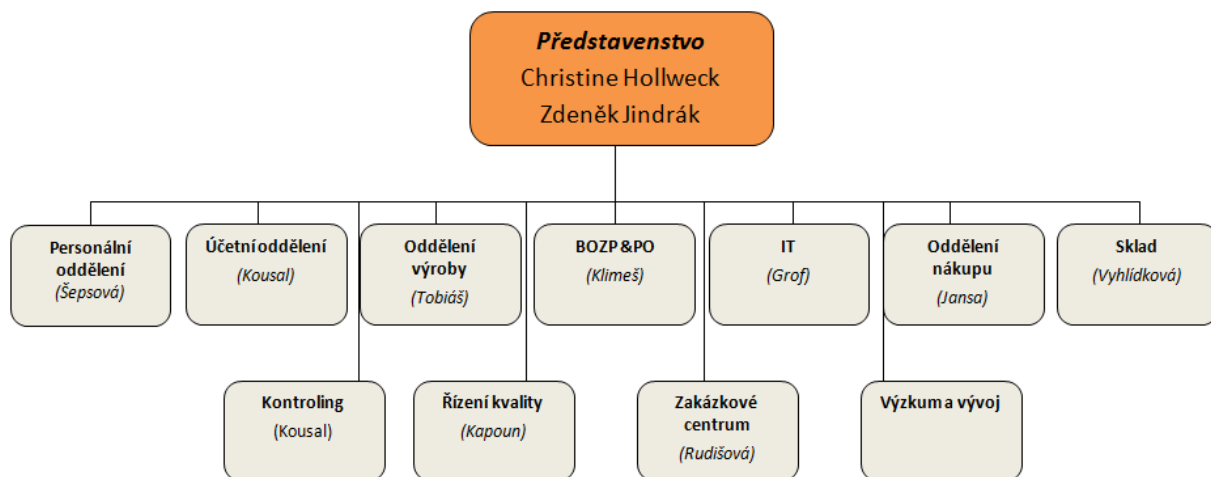 Představenstvo
Christine Hollweck
Zdeněk Jindrák
Personální
oddělení
(Šepsová)
Účetní oddělení
(Kousal)
Oddělení
výroby
(Tobiáš)
BOZP &PO
(Klimeš)
IT
(Grof)
Oddělení
nákupu
(Jansa)
Sklad
(Vyhlídková)
Kontroling
(Kousal)
Řízení kvality
(Kapoun)
Zakázkové
centrum
(Rudišová)
Výzkum a vývoj